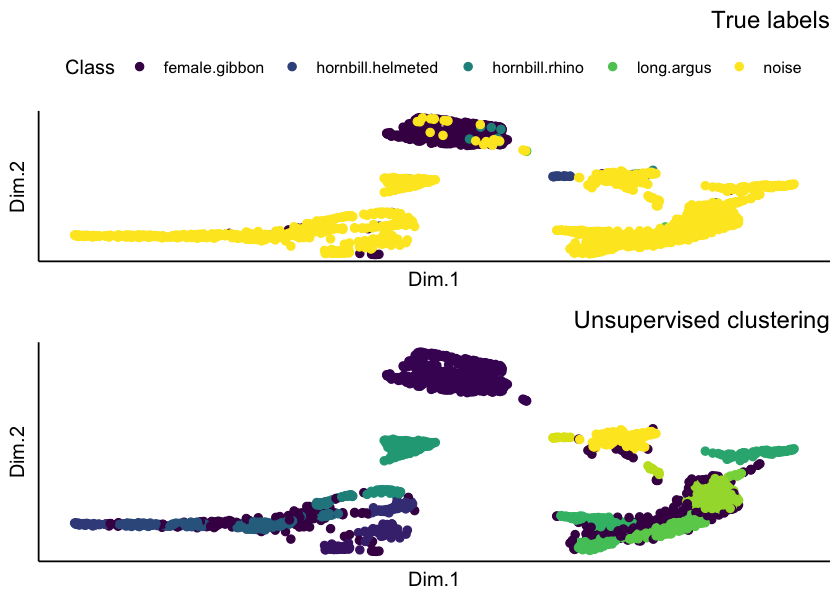 True labels
Class female.gibbon hornbill.helmeted hornbill.rhino long.argus noise
Dim.2
Dim.1
Unsupervised clustering
Dim.2
Dim.1